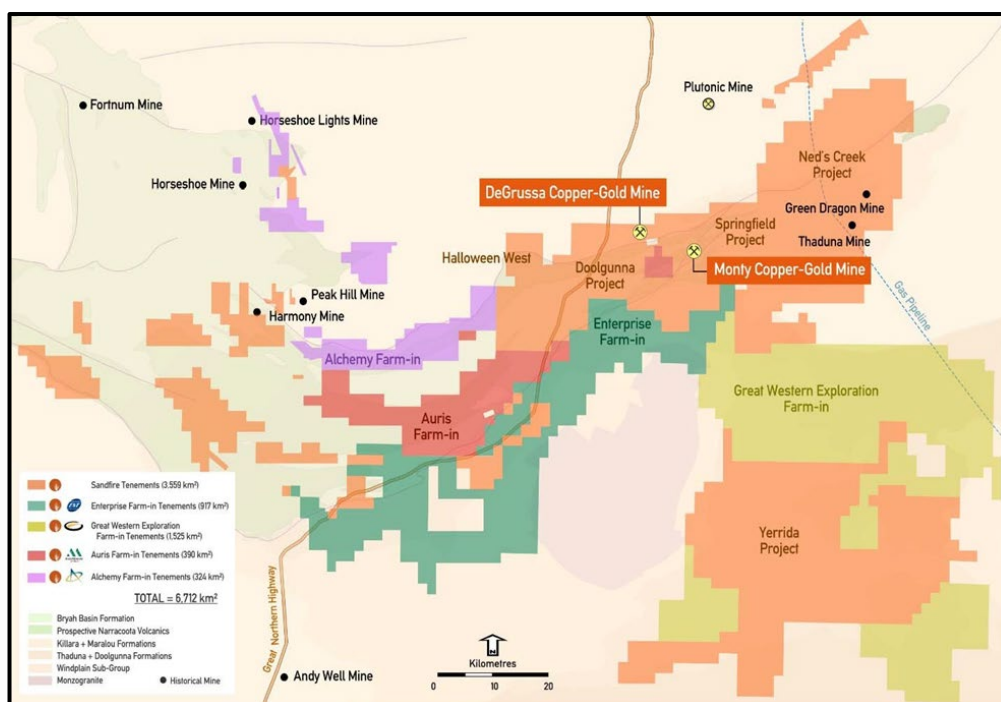 Fortnum Mine
Horseshoe Lights Mine
Horseshoe Mine
Plutonic Mine
Ned's Creek
Project
Green Dragon Mine
Thaduna Mine
DeGrussa Copper-Gold Mine
Springfield
Project
Halloween West
Doolgunna
Project
Monty Copper-Gold Mine
Gas Pipeline
Peak Hill Mine
Harmony Mine
Alchemy Farm-in
Enterprise
Farm-in
Auris
Farm-in
Great Western Exploration
Farm-in
Yerrida
Project
Sandfire Tenements (3,559 km²)
Enterprise Farm-in Tenements (917 km²)
Great Western Exploration
Farm-in Tenements (1,525 km²)
Auris Farm-in Tenements (390 km²)
Alchemy Farm-in Tenements (324 km²)
TOTAL = 6,712 km²
Bryah Basin Formation
Prospective Narracoota Volcanics
Killara + Maralou Formations
Thaduna + Doolgunna Formations
Windplain Sub-Group
Monzogranite
Historical Mine
Great Northern Highway
Andy Well Mine
N
Kilometres
0 10 20